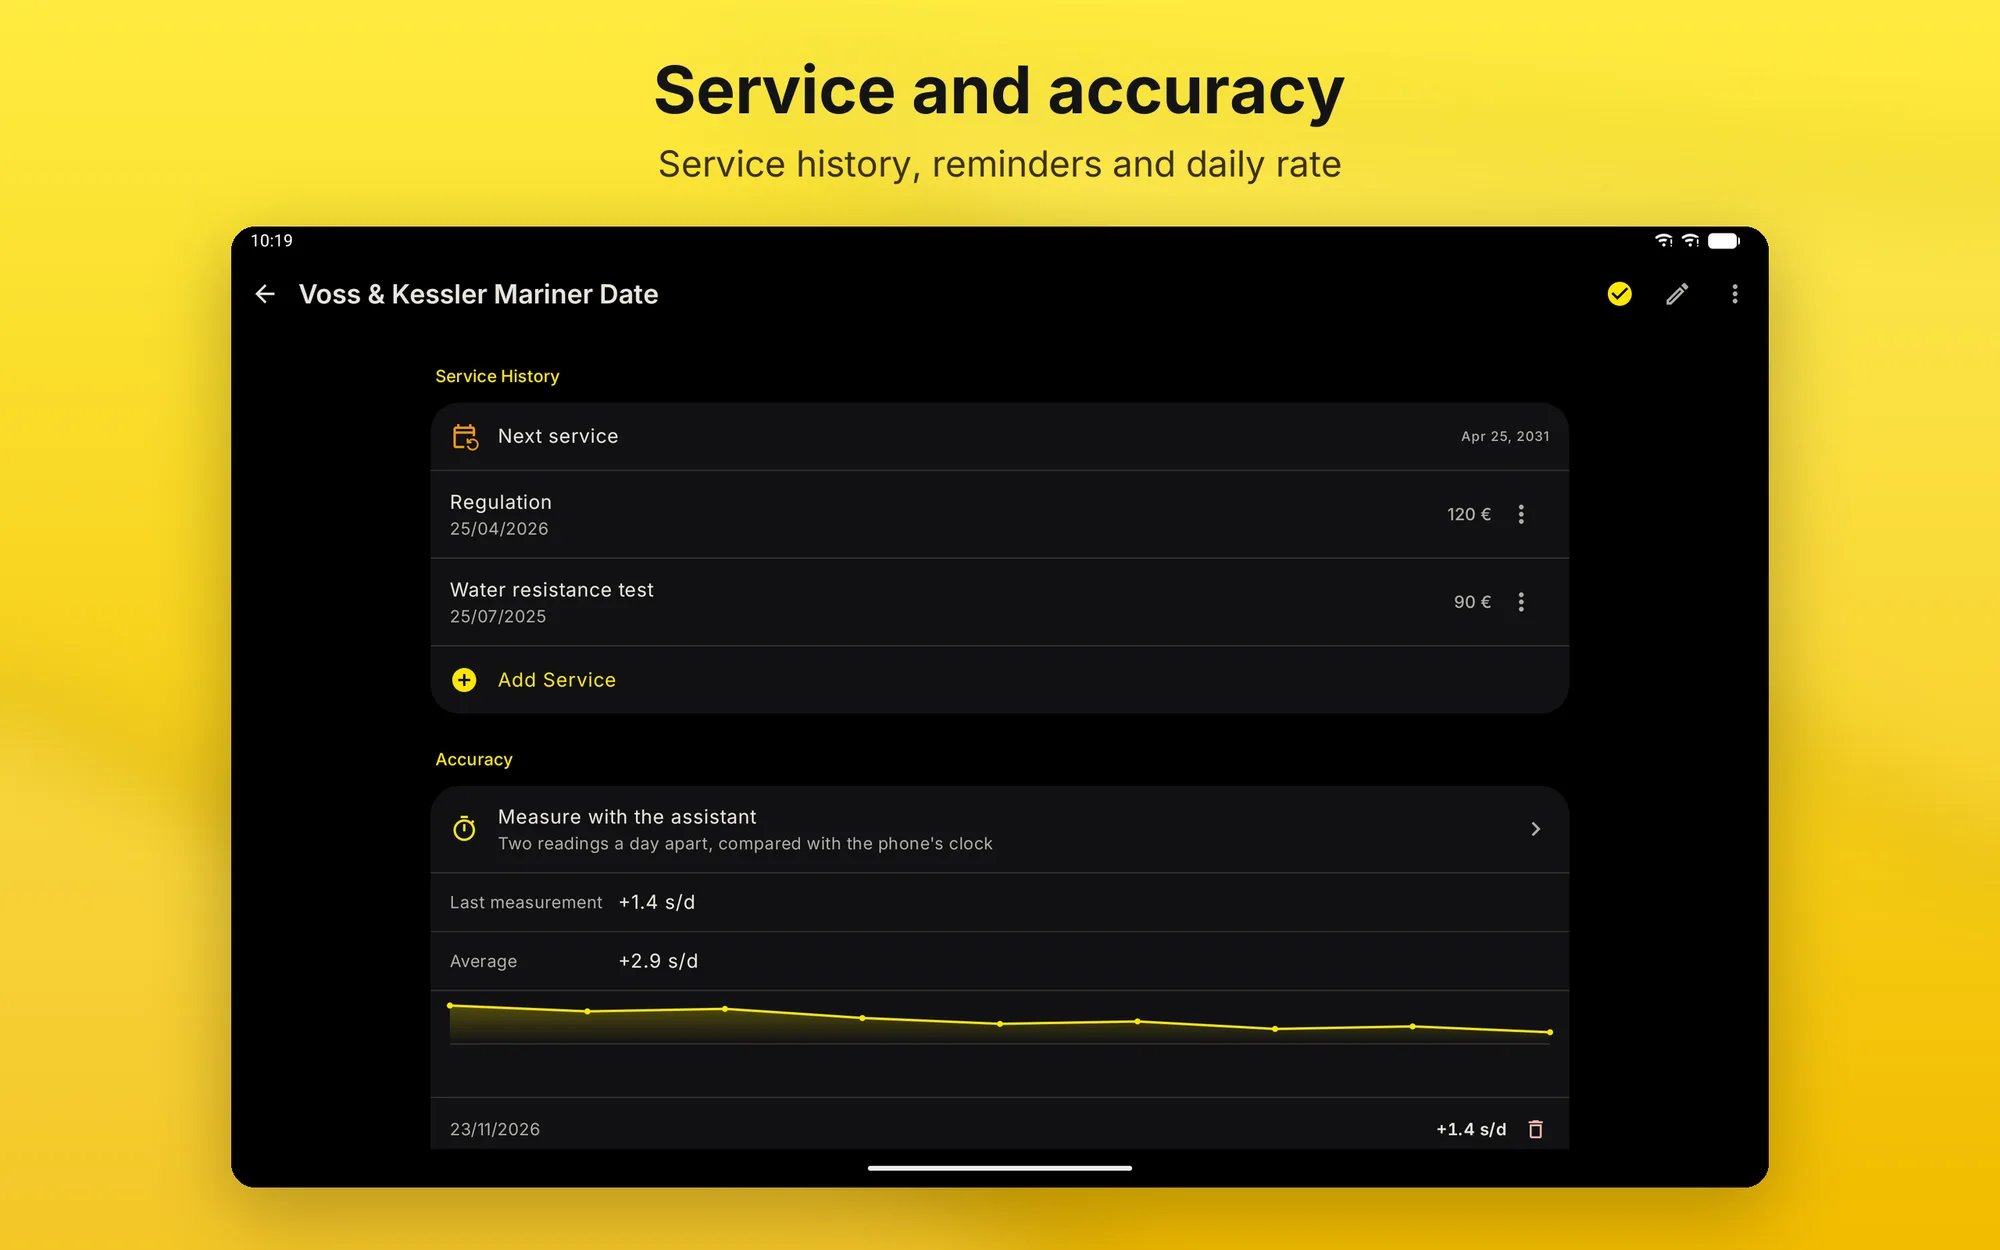 Service and accuracy
Service history, reminders and daily rate
10:19
Voss & Kessler Mariner Date
Service History
Next service
Apr 25, 2031
Regulation
25/04/2026
120 €
Water resistance test
25/07/2025
90 €
Add Service
Accuracy
Measure with the assistant
Two readings a day apart, compared with the phone's clock
Last measurement +1.4 s/d
Average +2.9 s/d
23/11/2026 +1.4 s/d